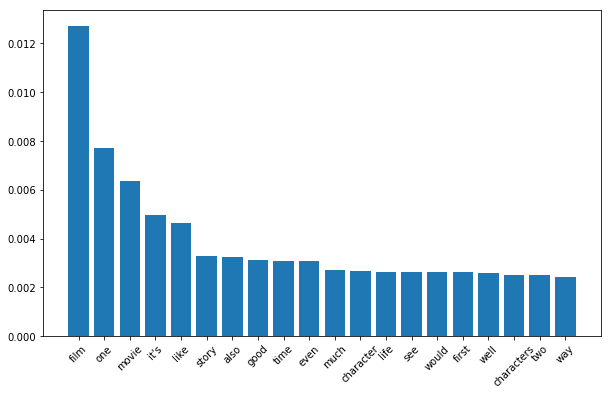 0.012
0.010
0.008
0.006
0.004
0.002
0.000
film
one
movie
it's
like
story
also
good
time
even
much
character
life
see
would
first
well
characters
two
way